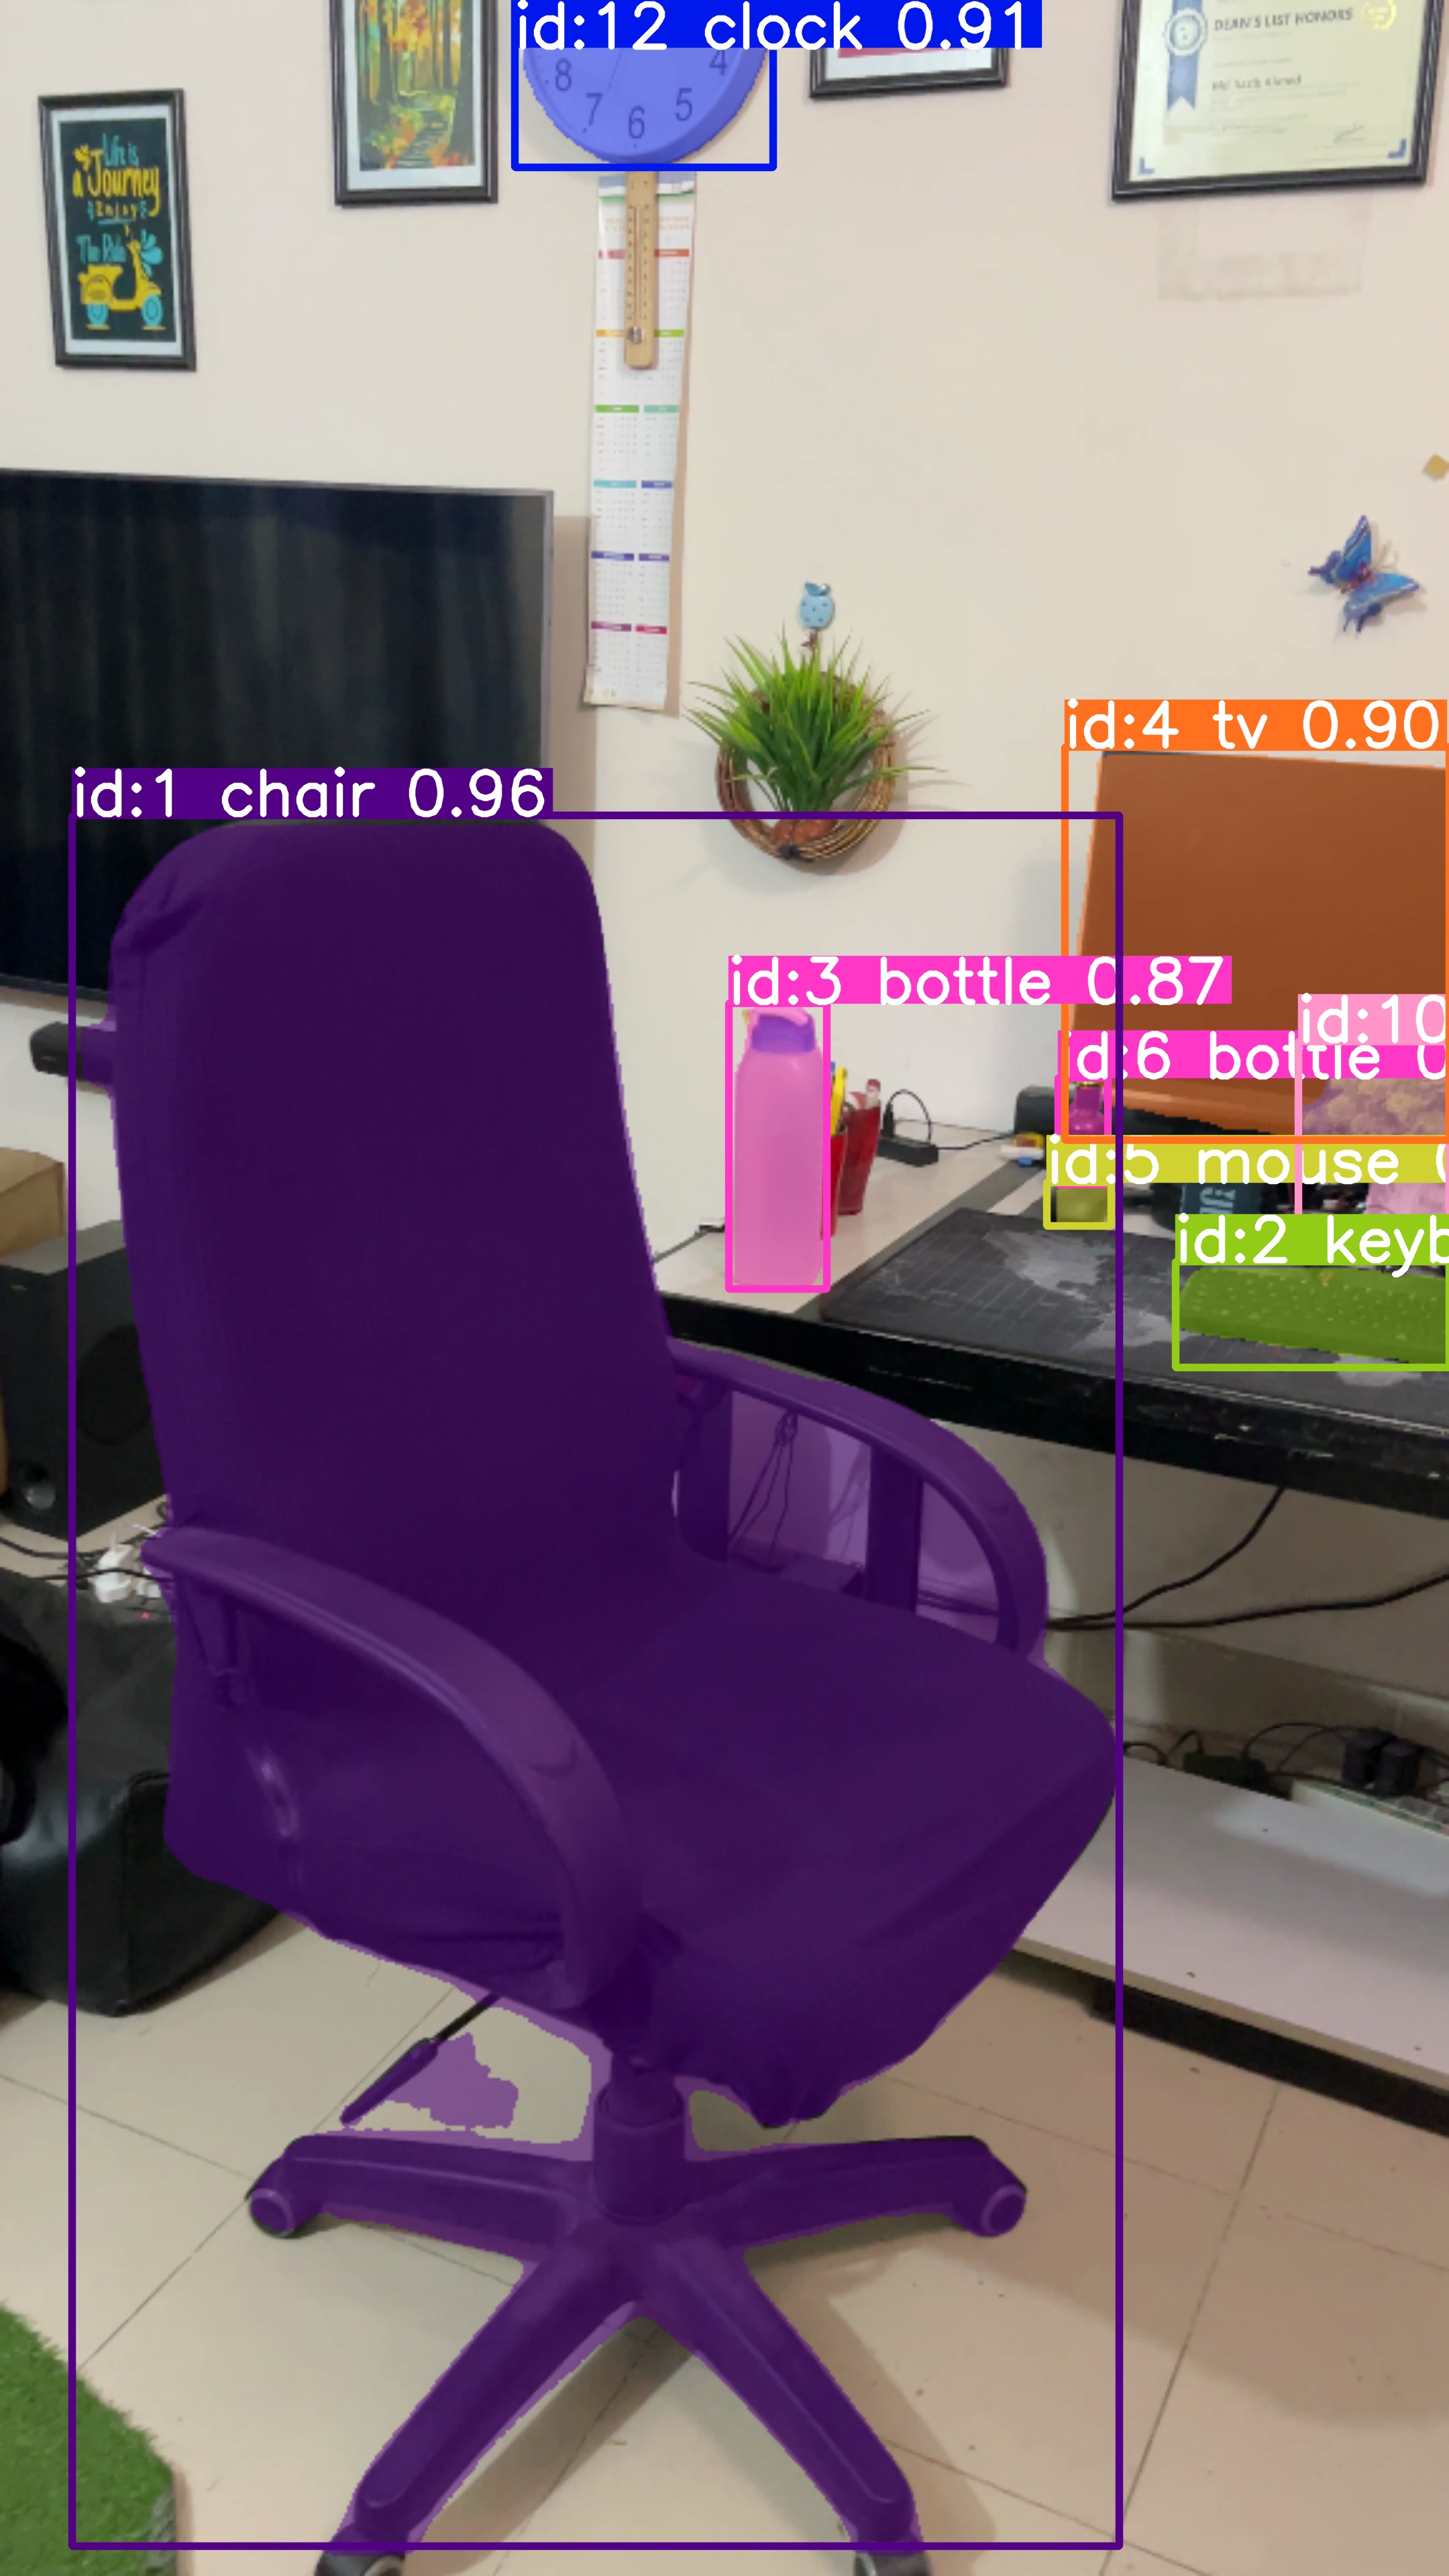 id:12 clock 0.91
8
7
6
5
4
DEAN'S LIST HONORS
Life is
a Journey
Enjoy
The Ride
id:4 tv 0.90
id:1 chair 0.96
id:3 bottle 0.87
id:10
id:6 bottle 0
id:5 mouse 0
id:2 keyb